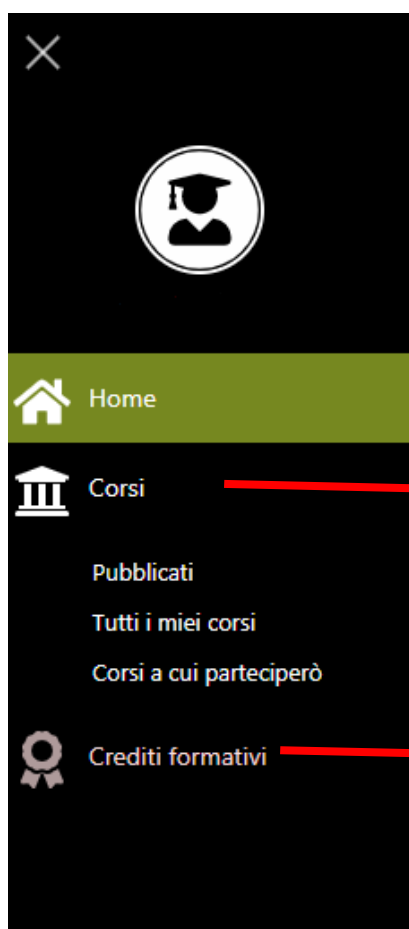 Home
Corsi
Pubblicati
Tutti i miei corsi
Corsi a cui parteciperò
Crediti formativi